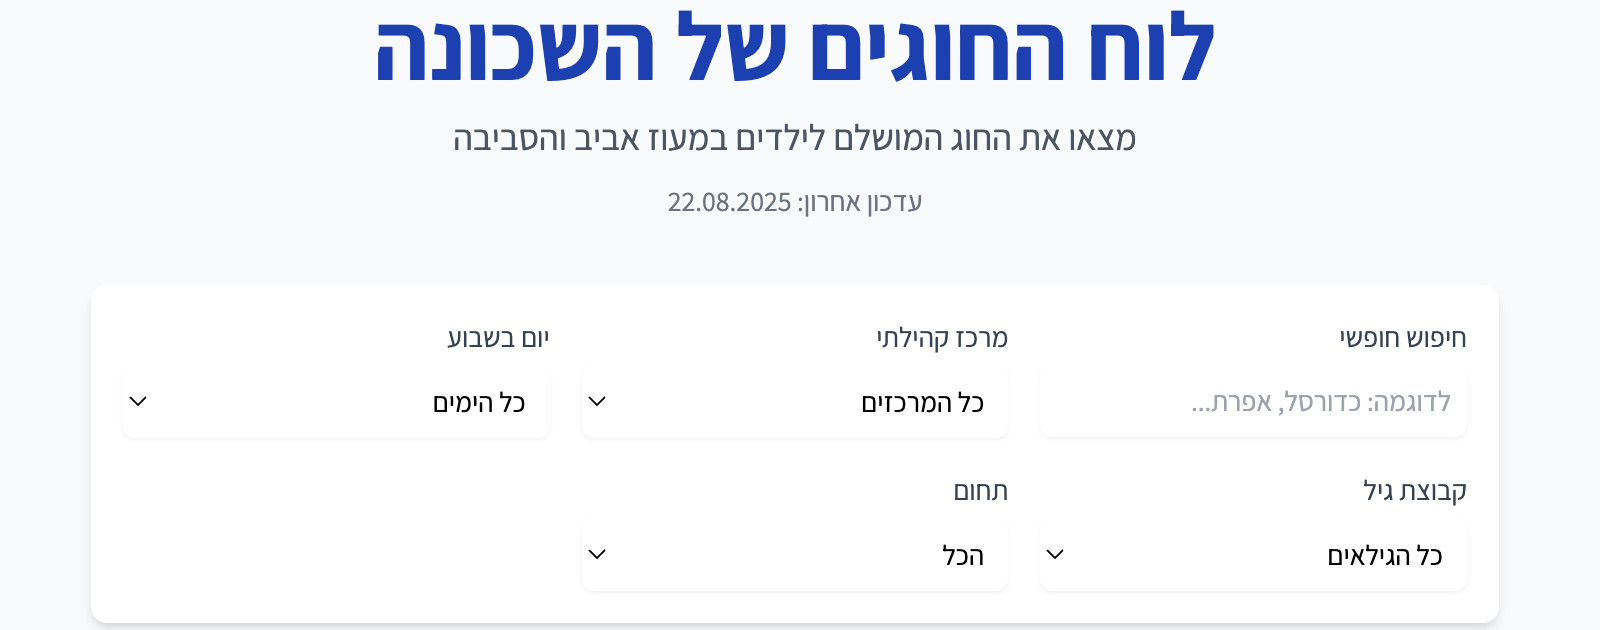 לוח החוגים של השכונה
מצאו את החוג המושלם לילדים במעוז אביב והסביבה
עדכון אחרון: 22.08.2025
חיפוש חופשי
לדוגמה: כדורסל, אפרת...
מרכז קהילתי
כל המרכזים
יום בשבוע
כל הימים
קבוצת גיל
כל הגילאים
תחום
הכל